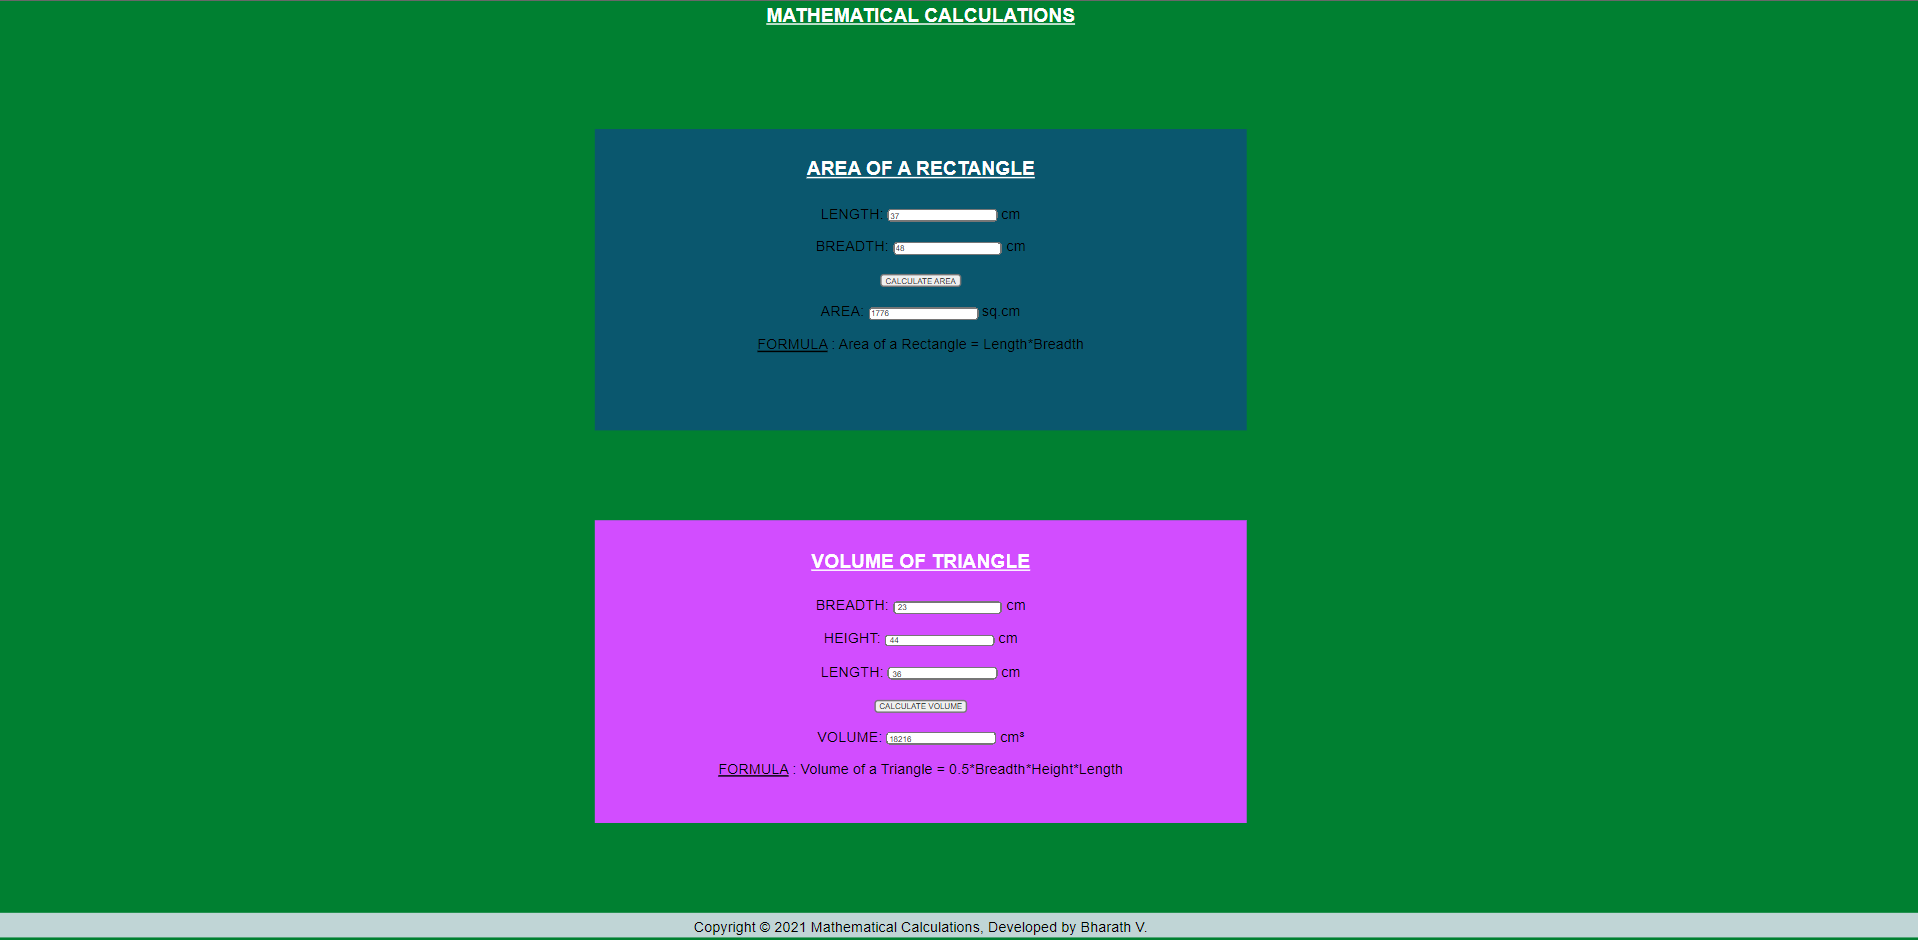 MATHEMATICAL CALCULATIONS
AREA OF A RECTANGLE
LENGTH: 37 cm
BREADTH: 48 cm
CALCULATE AREA
AREA: 1776 sq.cm
FORMULA : Area of a Rectangle = Length*Breadth
VOLUME OF TRIANGLE
BREADTH: 23 cm
HEIGHT: 44 cm
LENGTH: 36 cm
CALCULATE VOLUME
VOLUME: 18216 cm³
FORMULA : Volume of a Triangle = 0.5*Breadth*Height*Length
Copyright © 2021 Mathematical Calculations, Developed by Bharath V.